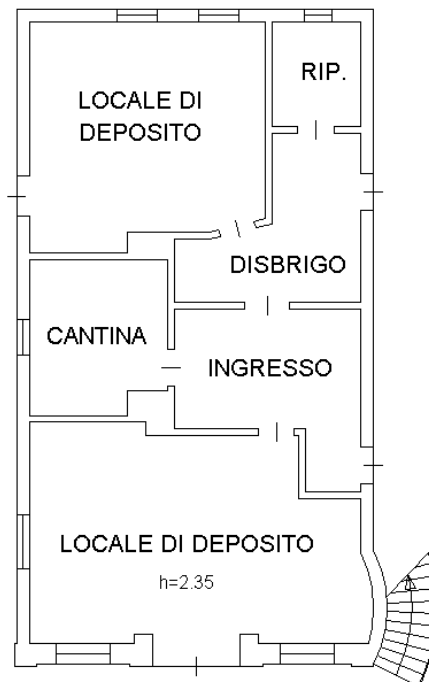 RIP.
LOCALE DI
DEPOSITO
DISBRIGO
CANTINA
INGRESSO
LOCALE DI DEPOSITO
h=2.35